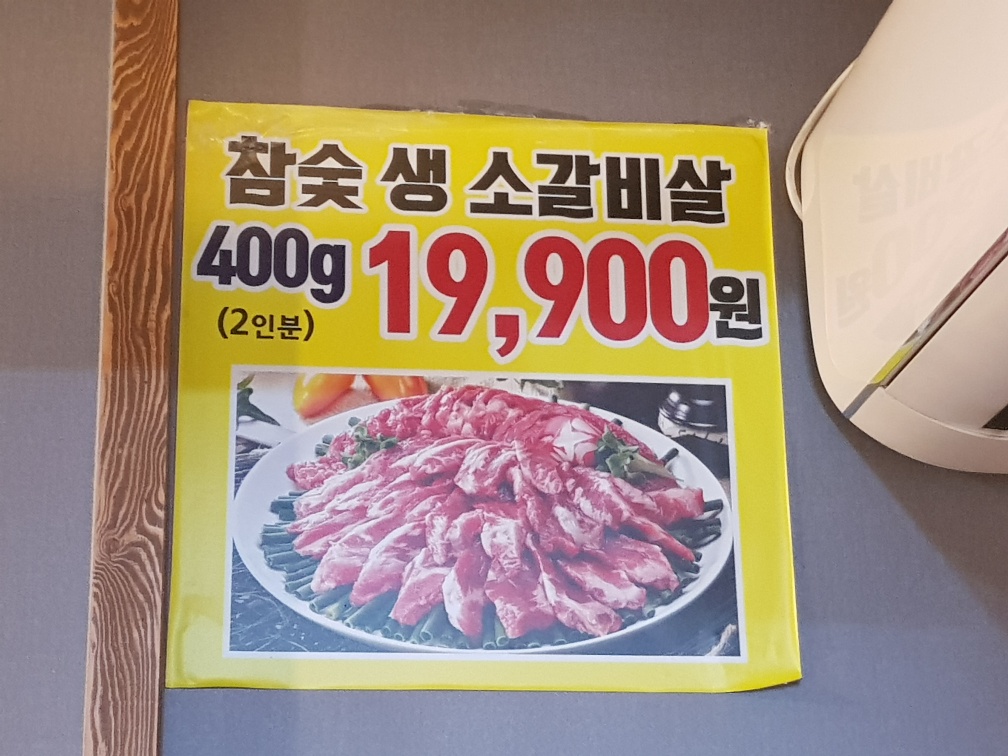 참숯 생 소갈비살
400g 19,900원
(2인분)